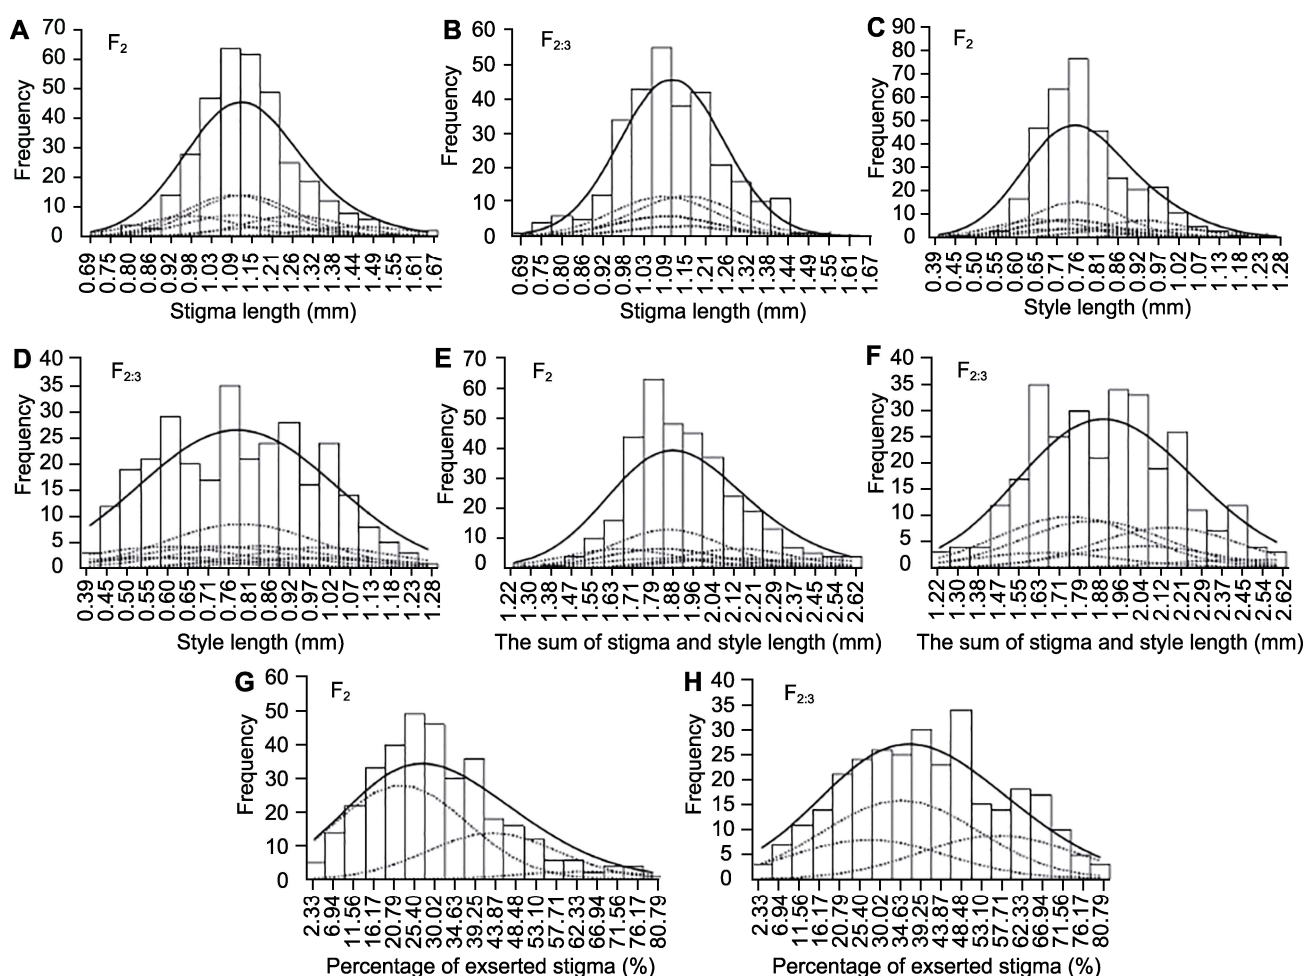 A
F2
Frequency
70
60
50
40
30
20
10
0
0.69 0.75 0.80 0.86 0.92 0.98 1.03 1.09 1.15 1.21 1.26 1.32 1.38 1.44 1.49 1.55 1.61 1.67
Stigma length (mm)
B
F2:3
Frequency
60
50
40
30
20
10
0
0.69 0.75 0.80 0.86 0.92 0.98 1.03 1.09 1.15 1.21 1.26 1.32 1.38 1.44 1.49 1.55 1.61 1.67
Stigma length (mm)
C
F2
Frequency
90
80
70
60
50
40
30
20
10
0
0.39 0.45 0.50 0.55 0.60 0.65 0.71 0.76 0.81 0.86 0.92 0.97 1.02 1.07 1.13 1.18 1.23 1.28
Style length (mm)
D
F2:3
Frequency
40
35
30
25
20
15
10
5
0
0.39 0.45 0.50 0.55 0.60 0.65 0.71 0.76 0.81 0.86 0.92 0.97 1.02 1.07 1.13 1.18 1.23 1.28
Style length (mm)
E
F2
Frequency
70
60
50
40
30
20
10
0
1.22 1.30 1.38 1.47 1.55 1.63 1.71 1.79 1.88 1.96 2.04 2.12 2.21 2.29 2.37 2.45 2.54 2.62
The sum of stigma and style length (mm)
F
F2:3
Frequency
40
35
30
25
20
15
10
5
0
1.22 1.30 1.38 1.47 1.55 1.63 1.71 1.79 1.88 1.96 2.04 2.12 2.21 2.29 2.37 2.45 2.54 2.62
The sum of stigma and style length (mm)
G
F2
Frequency
60
50
40
30
20
10
0
2.33 6.94 11.56 16.17 20.79 25.40 30.02 34.63 39.25 43.87 48.48 53.10 57.71 62.33 66.94 71.56 76.17 80.79
Percentage of exserted stigma (%)
H
F2:3
Frequency
40
35
30
25
20
15
10
5
0
2.33 6.94 11.56 16.17 20.79 25.40 30.02 34.63 39.25 43.87 48.48 53.10 57.71 62.33 66.94 71.56 76.17 80.79
Percentage of exserted stigma (%)